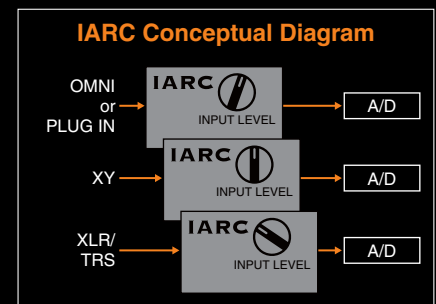 IARC Conceptual Diagram
OMNI
or
PLUG IN
IARC
INPUT LEVEL
A/D
XY
IARC
INPUT LEVEL
A/D
XLR/
TRS
IARC
INPUT LEVEL
A/D